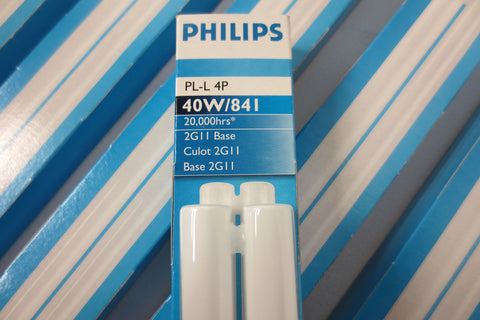 PHILIPS
PL-L 4P
40W/841
20,000hrs*
2G11 Base
Culot 2G11
Base 2G11